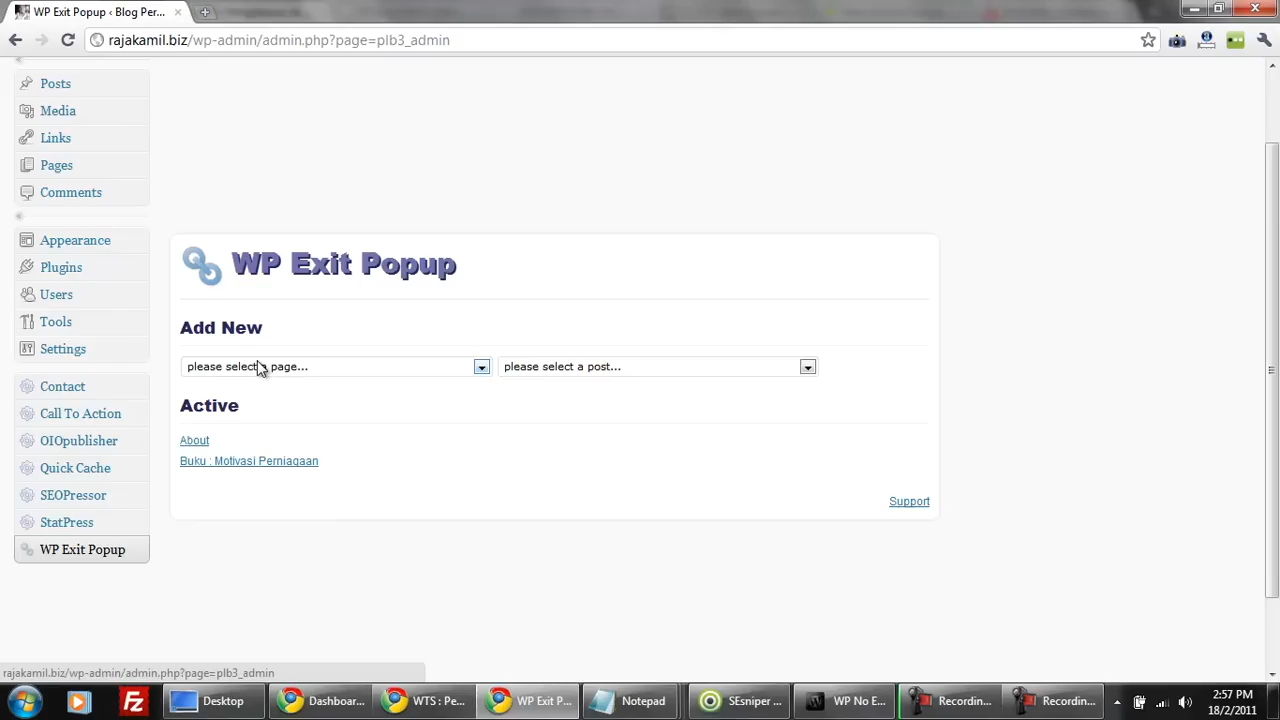 WP Exit Popup ‹ Blog Per...
rajakamil.biz/wp-admin/admin.php?page=plb3_admin
Posts
Media
Links
Pages
Comments
Appearance
Plugins
Users
Tools
Settings
Contact
Call To Action
OIOpublisher
Quick Cache
SEOPressor
StatPress
WP Exit Popup
WP Exit Popup
Add New
please select a page...
please select a post...
Active
About
Buku : Motivasi Perniagaan
Support
rajakamil.biz/wp-admin/admin.php?page=plb3_admin
Desktop
Dashboar...
WTS : Pe...
WP Exit P...
Notepad
SEsniper ...
WP No E...
Recordin...
Recordin...
2:57 PM
18/2/2011